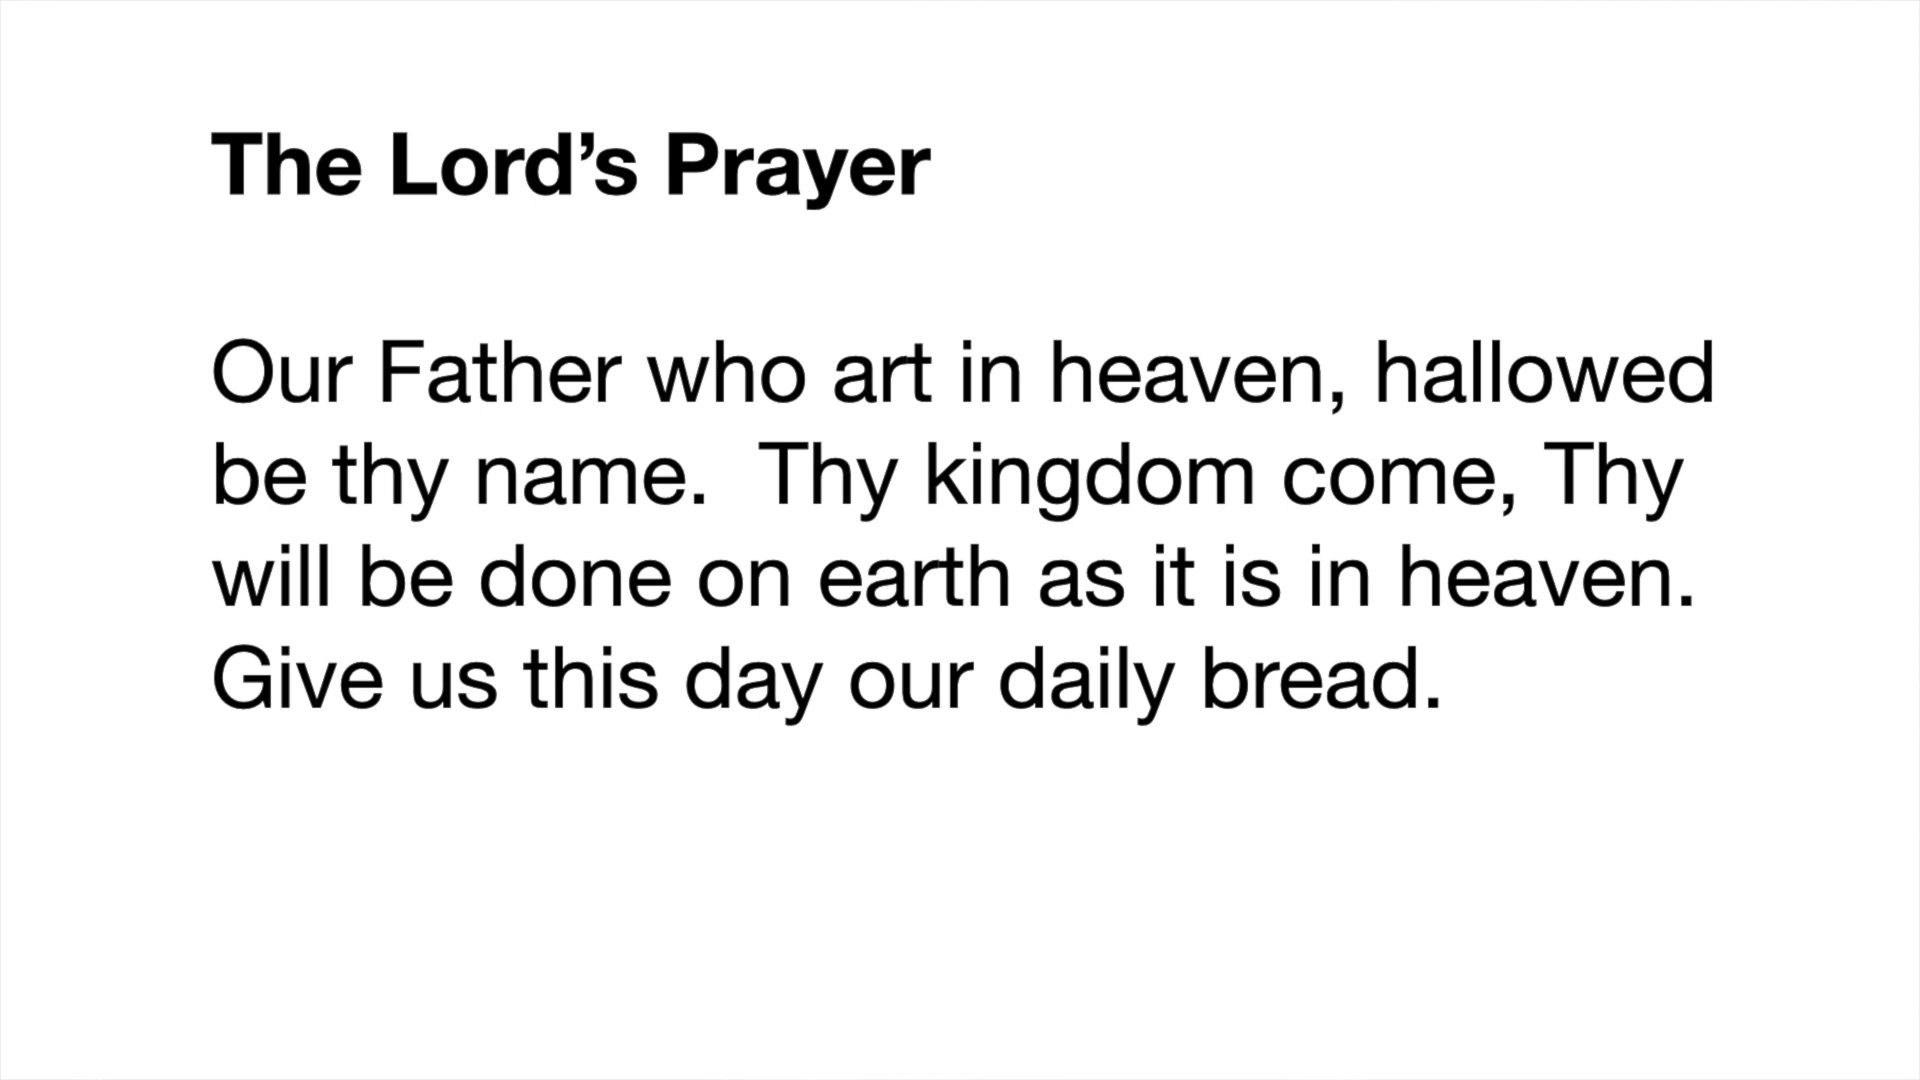 The Lord’s Prayer
Our Father who art in heaven, hallowed
be thy name.  Thy kingdom come, Thy
will be done on earth as it is in heaven.
Give us this day our daily bread.